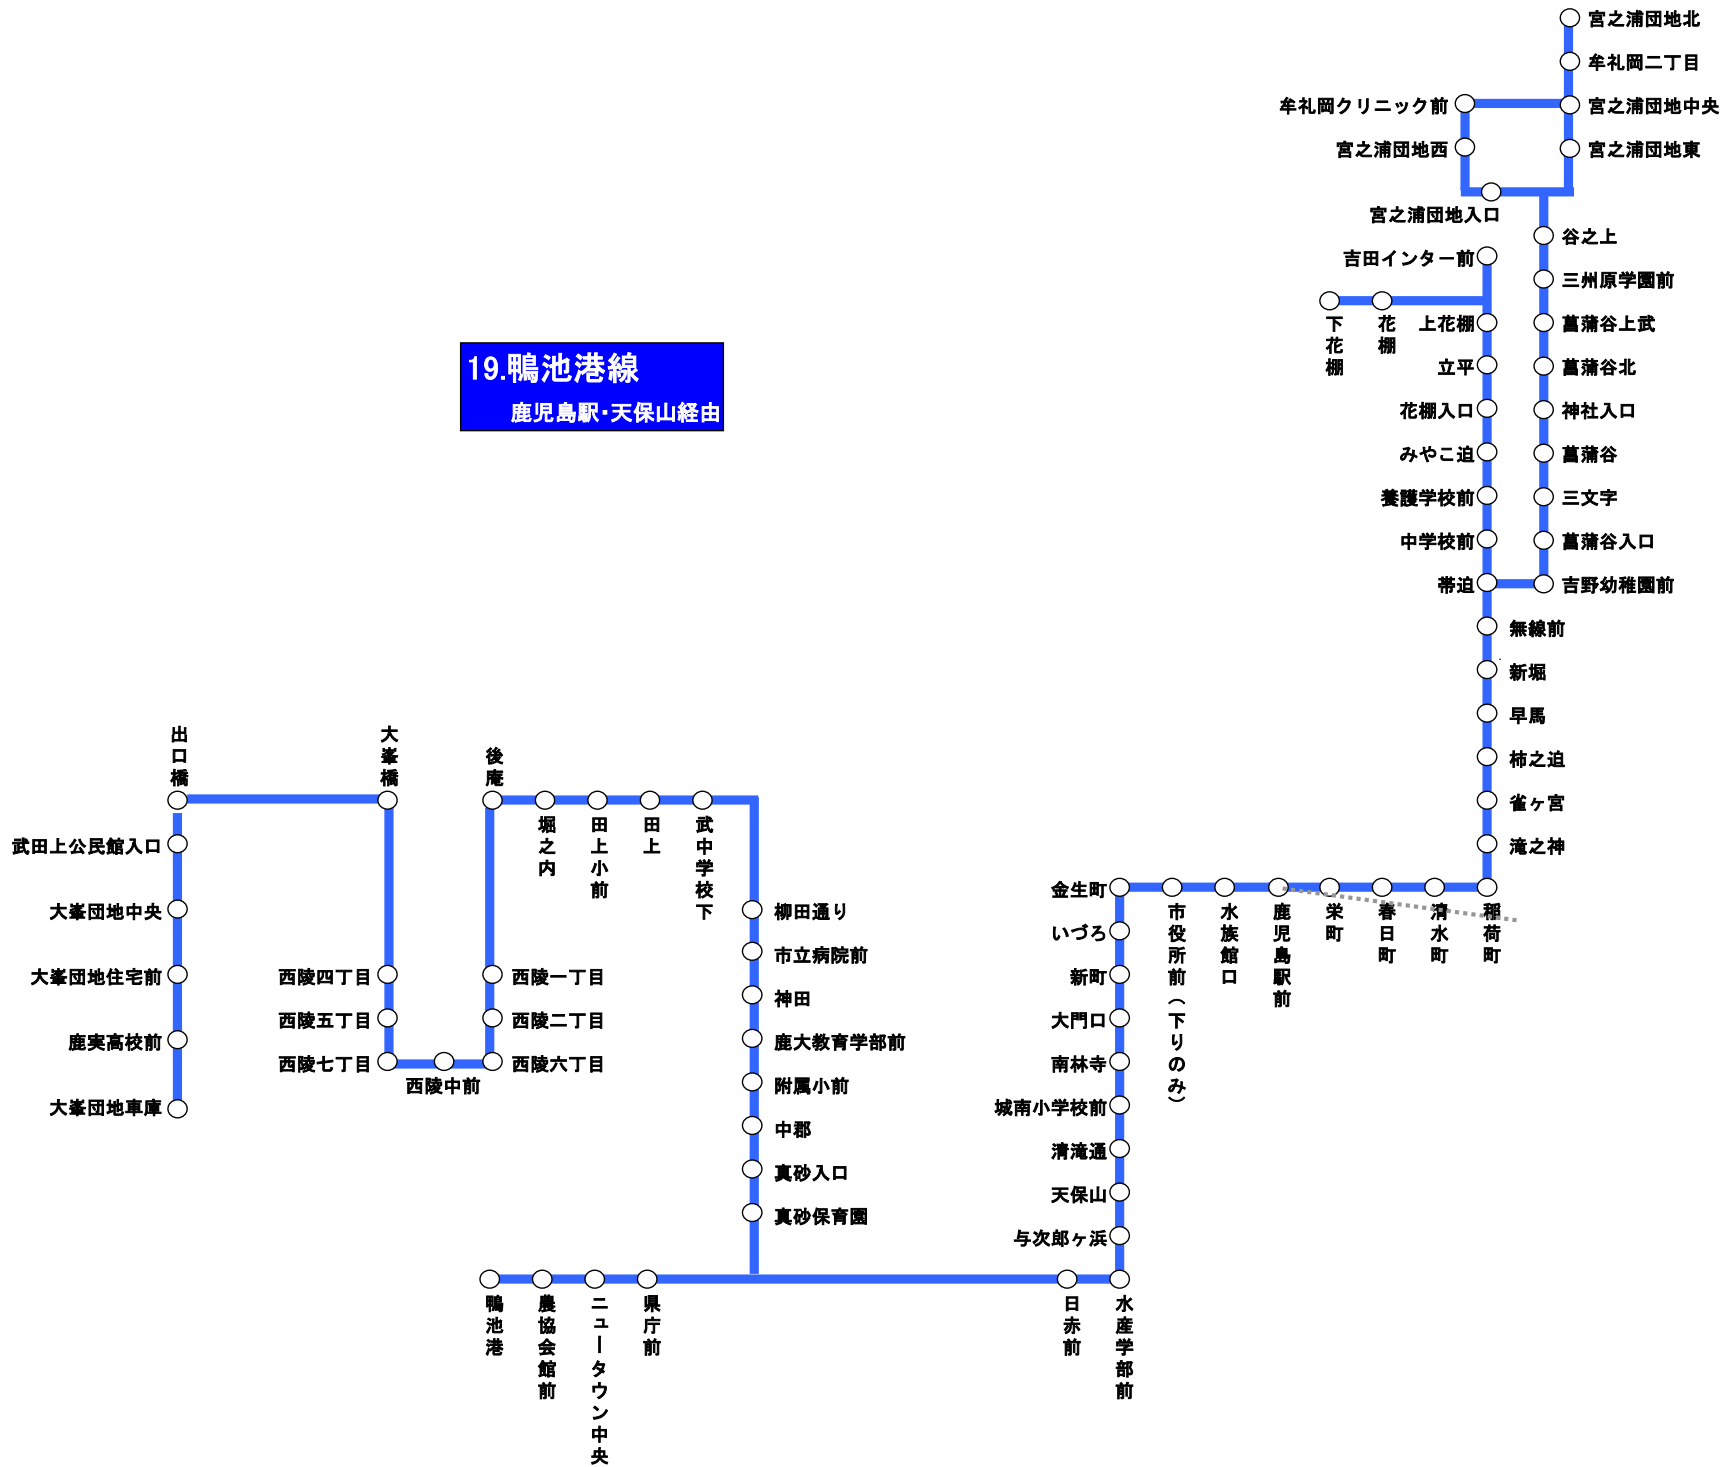 19.鴨池港線
鹿児島駅・天保山経由
宮之浦団地北
牟礼岡二丁目
牟礼岡クリニック前
宮之浦団地中央
宮之浦団地西
宮之浦団地東
宮之浦団地入口
谷之上
三州原学園前
菖蒲谷上武
菖蒲谷北
神社入口
菖蒲谷
三文字
菖蒲谷入口
吉野幼稚園前
吉田インター前
下花棚
花棚
上花棚
立平
花棚入口
みやこ迫
養護学校前
中学校前
帯迫
無線前
新堀
早馬
柿之迫
雀ヶ宮
滝之神
稲荷町
清水町
春日町
栄町
鹿児島駅前
水族館口
市役所前（下りのみ）
金生町
いづろ
新町
大門口
南林寺
城南小学校前
清滝通
天保山
与次郎ヶ浜
水産学部前
日赤前
県庁前
ニュータウン中央
農協会館前
鴨池港
真砂保育園
真砂入口
中郡
附属小前
鹿大教育学部前
神田
市立病院前
柳田通り
武中学校下
田上
田上小前
堀之内
後庵
西陵一丁目
西陵二丁目
西陵六丁目
西陵中前
西陵七丁目
西陵五丁目
西陵四丁目
大峯橋
出口橋
武田上公民館入口
大峯団地中央
大峯団地住宅前
鹿実高校前
大峯団地車庫